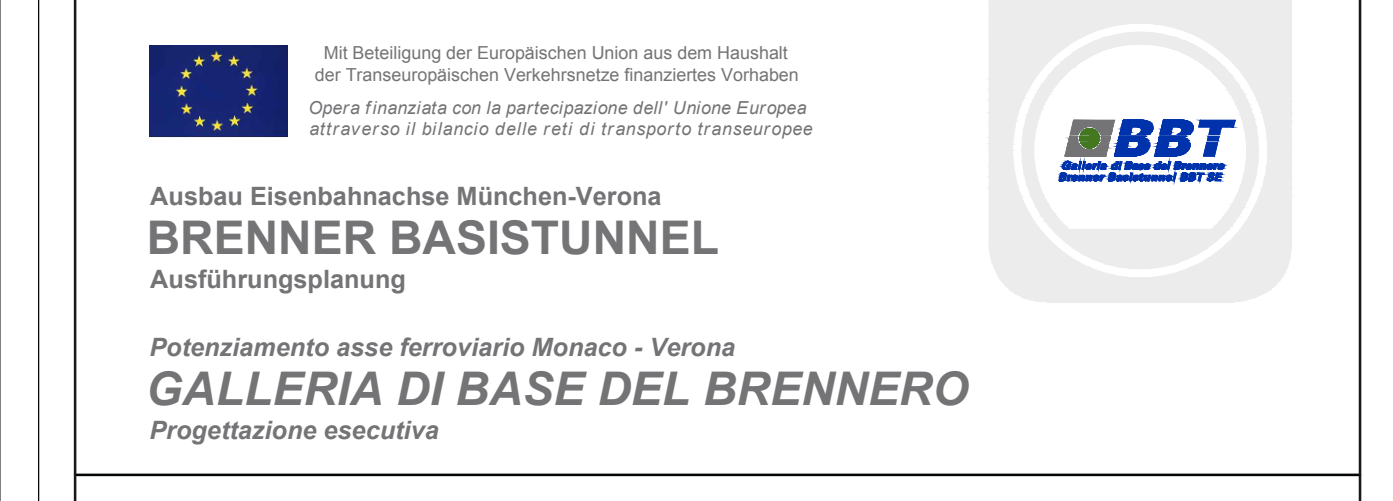 Mit Beteiligung der Europäischen Union aus dem Haushalt
der Transeuropäischen Verkehrsnetze finanziertes Vorhaben
Opera finanziata con la partecipazione dell' Unione Europea
attraverso il bilancio delle reti di transporto transeuropee
BBT
Galleria di Base del Brennero
Brenner Basistunnel BBT SE
Ausbau Eisenbahnachse München-Verona
BRENNER BASISTUNNEL
Ausführungsplanung
Potenziamento asse ferroviario Monaco - Verona
GALLERIA DI BASE DEL BRENNERO
Progettazione esecutiva